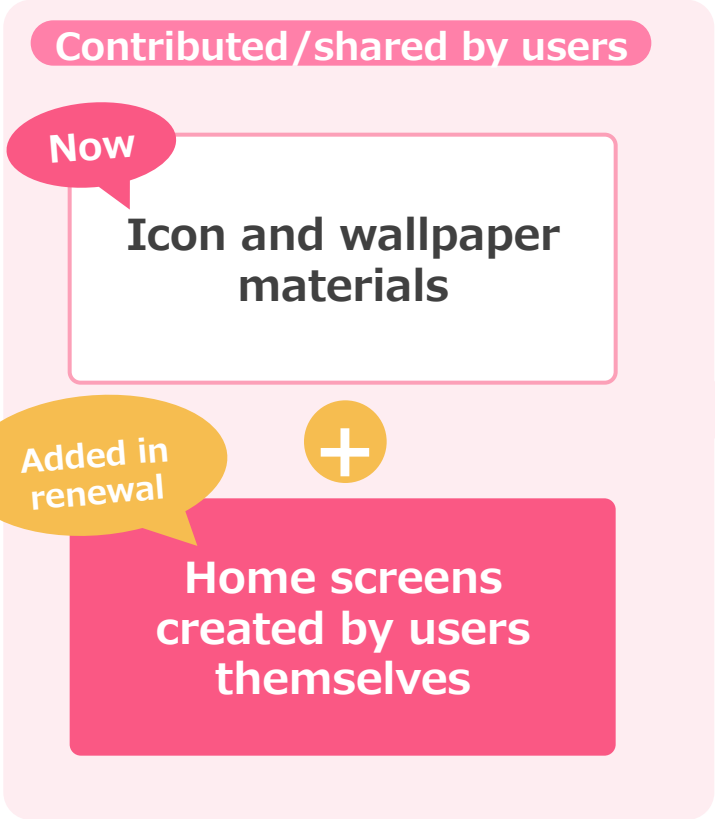 Contributed/shared by users
Now
Icon and wallpaper
materials
+
Added in
renewal
Home screens
created by users
themselves